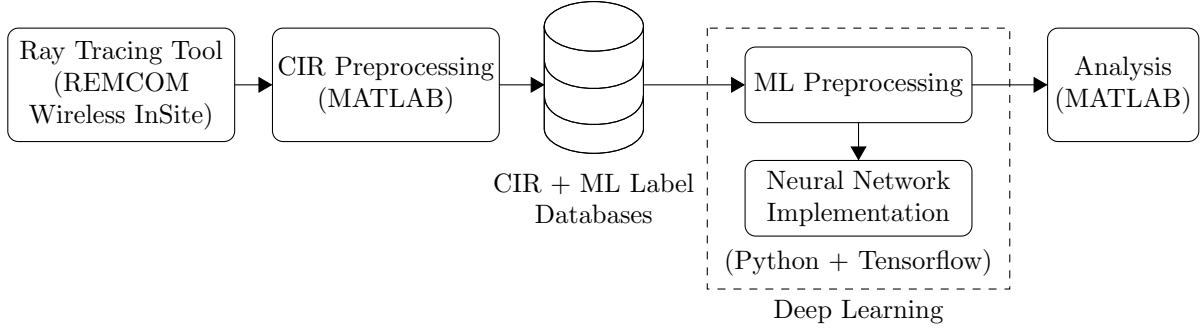 Ray Tracing Tool
(REMCOM
Wireless InSite)
CIR Preprocessing
(MATLAB)
CIR + ML Label
Databases
ML Preprocessing
Neural Network
Implementation
(Python + Tensorflow)
Deep Learning
Analysis
(MATLAB)